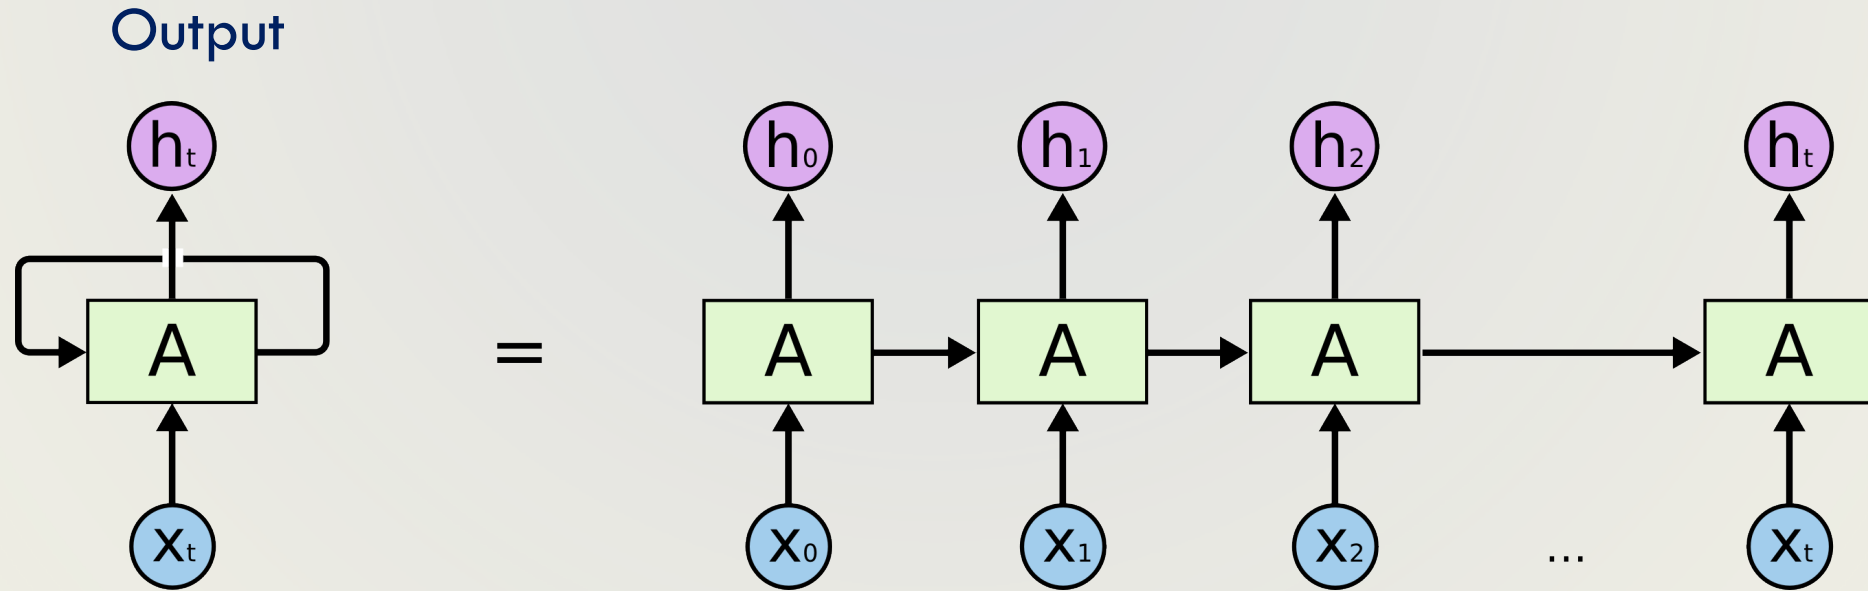 Output
ht h0 h1 h2 ht
A = A A A A
xt x0 x1 x2 ... xt